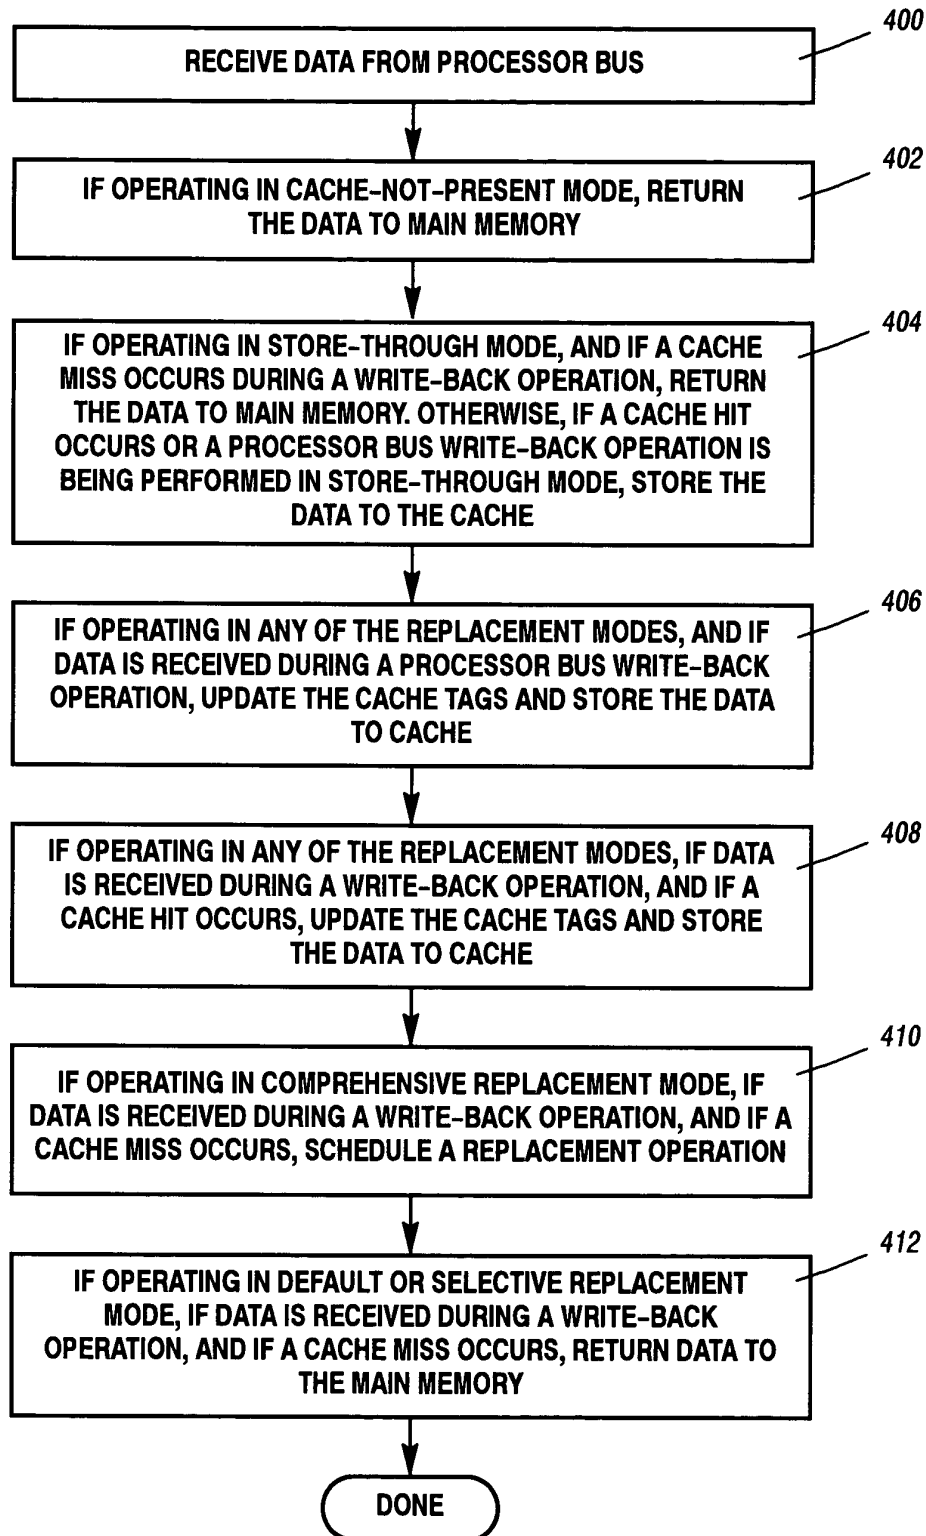 400
RECEIVE DATA FROM PROCESSOR BUS
402
IF OPERATING IN CACHE-NOT-PRESENT MODE, RETURN
THE DATA TO MAIN MEMORY
404
IF OPERATING IN STORE-THROUGH MODE, AND IF A CACHE
MISS OCCURS DURING A WRITE-BACK OPERATION, RETURN
THE DATA TO MAIN MEMORY. OTHERWISE, IF A CACHE HIT
OCCURS OR A PROCESSOR BUS WRITE-BACK OPERATION IS
BEING PERFORMED IN STORE-THROUGH MODE, STORE THE
DATA TO THE CACHE
406
IF OPERATING IN ANY OF THE REPLACEMENT MODES, AND IF
DATA IS RECEIVED DURING A PROCESSOR BUS WRITE-BACK
OPERATION, UPDATE THE CACHE TAGS AND STORE THE DATA
TO CACHE
408
IF OPERATING IN ANY OF THE REPLACEMENT MODES, IF DATA
IS RECEIVED DURING A WRITE-BACK OPERATION, AND IF A
CACHE HIT OCCURS, UPDATE THE CACHE TAGS AND STORE
THE DATA TO CACHE
410
IF OPERATING IN COMPREHENSIVE REPLACEMENT MODE, IF
DATA IS RECEIVED DURING A WRITE-BACK OPERATION, AND IF A
CACHE MISS OCCURS, SCHEDULE A REPLACEMENT OPERATION
412
IF OPERATING IN DEFAULT OR SELECTIVE REPLACEMENT
MODE, IF DATA IS RECEIVED DURING A WRITE-BACK
OPERATION, AND IF A CACHE MISS OCCURS, RETURN DATA TO
THE MAIN MEMORY
DONE